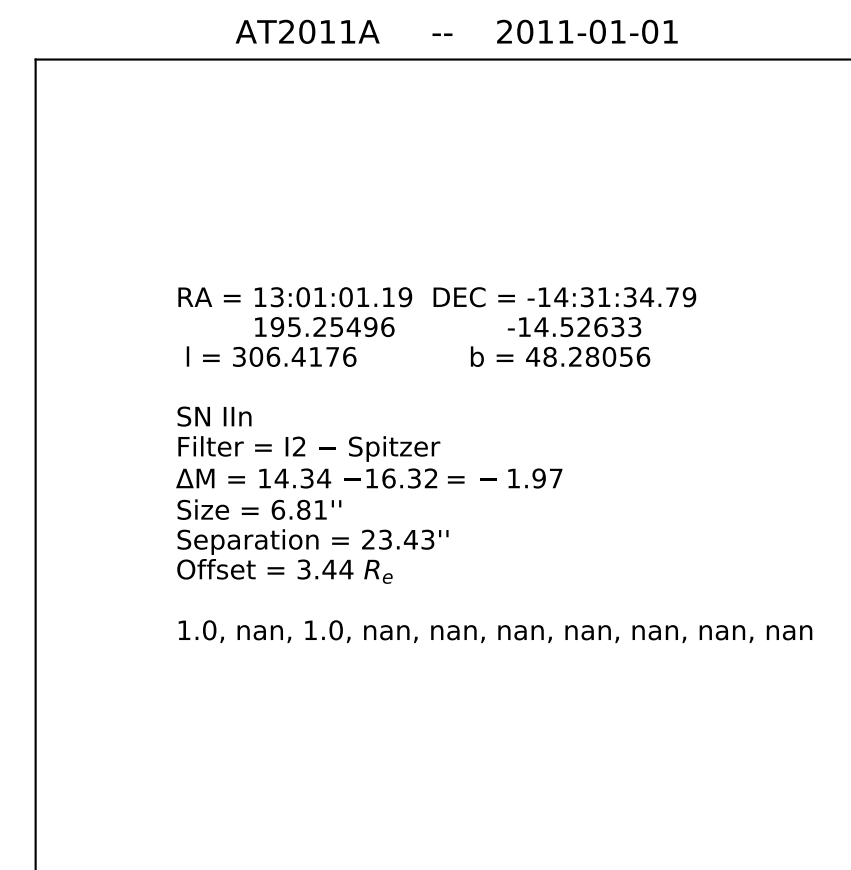 AT2011A -- 2011-01-01
RA = 13:01:01.19 DEC = -14:31:34.79
195.25496 -14.52633
l = 306.4176 b = 48.28056
SN IIn
Filter = I2 − Spitzer
ΔM = 14.34 −16.32 = − 1.97
Size = 6.81''
Separation = 23.43''
Offset = 3.44 Rₑ
1.0, nan, 1.0, nan, nan, nan, nan, nan, nan, nan